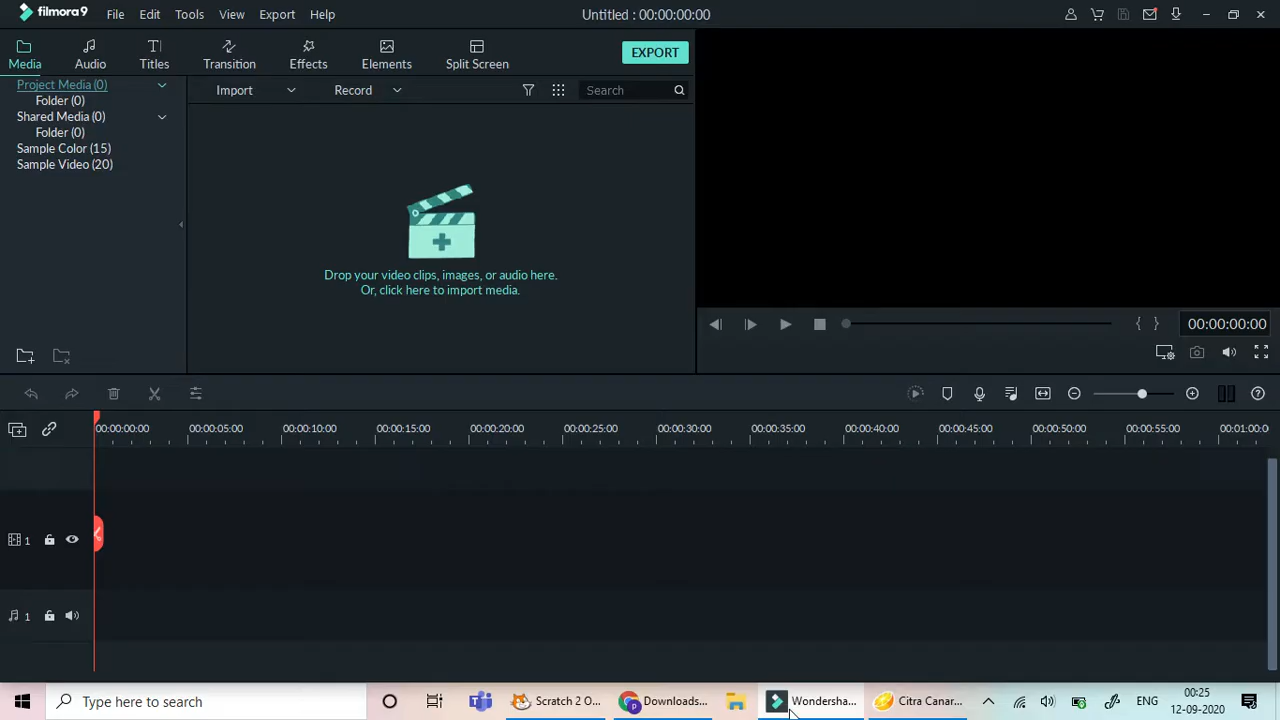 filmora9 File Edit Tools View Export Help Untitled : 00:00:00:00
Media Audio Titles Transition Effects Elements Split Screen EXPORT
Project Media (0)
Folder (0)
Shared Media (0)
Folder (0)
Sample Color (15)
Sample Video (20)
Import Record Search
Drop your video clips, images, or audio here.
Or, click here to import media.
00:00:00:00
00:00:00:00 00:00:05:00 00:00:10:00 00:00:15:00 00:00:20:00 00:00:25:00 00:00:30:00 00:00:35:00 00:00:40:00 00:00:45:00 00:00:50:00 00:00:55:00 00:01:00:0
1
1
Type here to search Scratch 2 O... Downloads... Wondersha... Citra Canar... ENG 00:25
12-09-2020